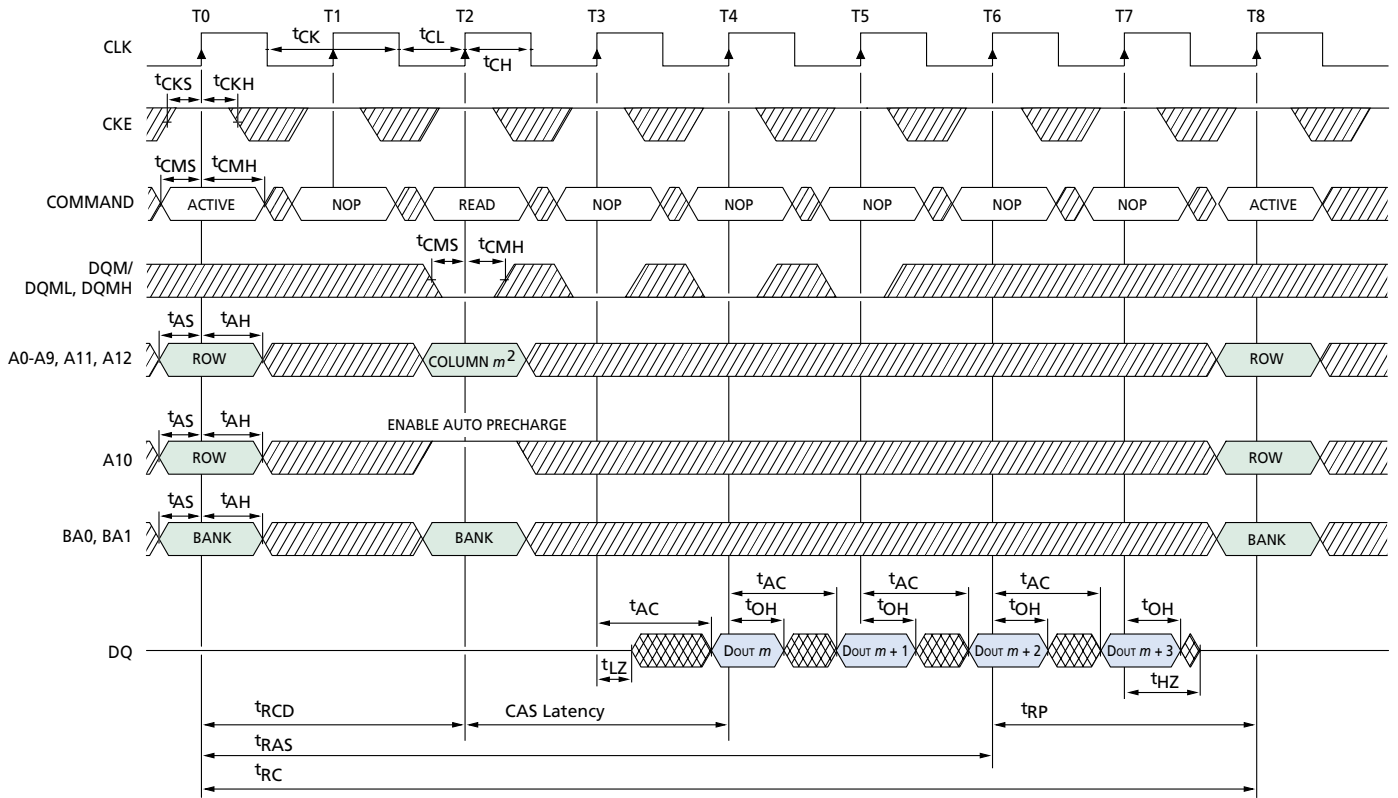 T0 T1 T2 T3 T4 T5 T6 T7 T8
CLK
tCK tCL
tCH
tCKS tCKH
CKE
tCMS tCMH
COMMAND ACTIVE NOP READ NOP NOP NOP NOP NOP ACTIVE
tCMS tCMH
DQM/
DQML, DQMH
tAS tAH
A0-A9, A11, A12 ROW COLUMN m2 ROW
tAS tAH
ENABLE AUTO PRECHARGE
A10 ROW ROW
tAS tAH
BA0, BA1 BANK BANK BANK
tAC tAC tAC tAC
tOH tOH tOH tOH
DQ DOUT m DOUT m + 1 DOUT m + 2 DOUT m + 3
tLZ tHZ
tRCD CAS Latency tRP
tRAS
tRC